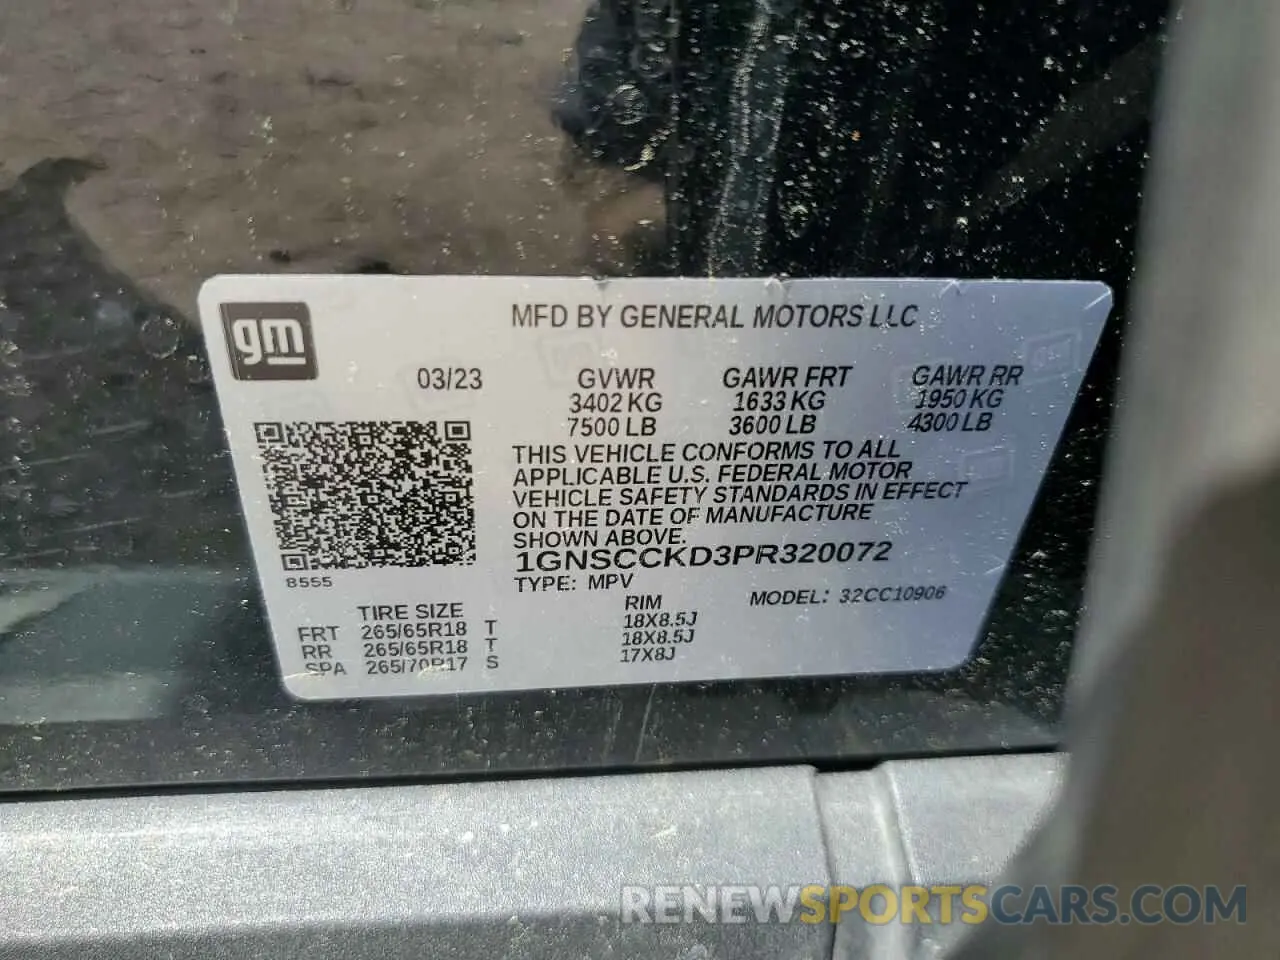 gm
MFD BY GENERAL MOTORS LLC
03/23 GVWR GAWR FRT GAWR RR
3402 KG 1633 KG 1950 KG
7500 LB 3600 LB 4300 LB
THIS VEHICLE CONFORMS TO ALL
APPLICABLE U.S. FEDERAL MOTOR
VEHICLE SAFETY STANDARDS IN EFFECT
ON THE DATE OF MANUFACTURE
SHOWN ABOVE.
1GNSCCKD3PR320072
8555
TYPE: MPV MODEL: 32CC10906
TIRE SIZE RIM
FRT 265/65R18 T 18X8.5J
RR 265/65R18 T 18X8.5J
SPA 265/70R17 S 17X8J
RENEWSPORTSCARS.COM